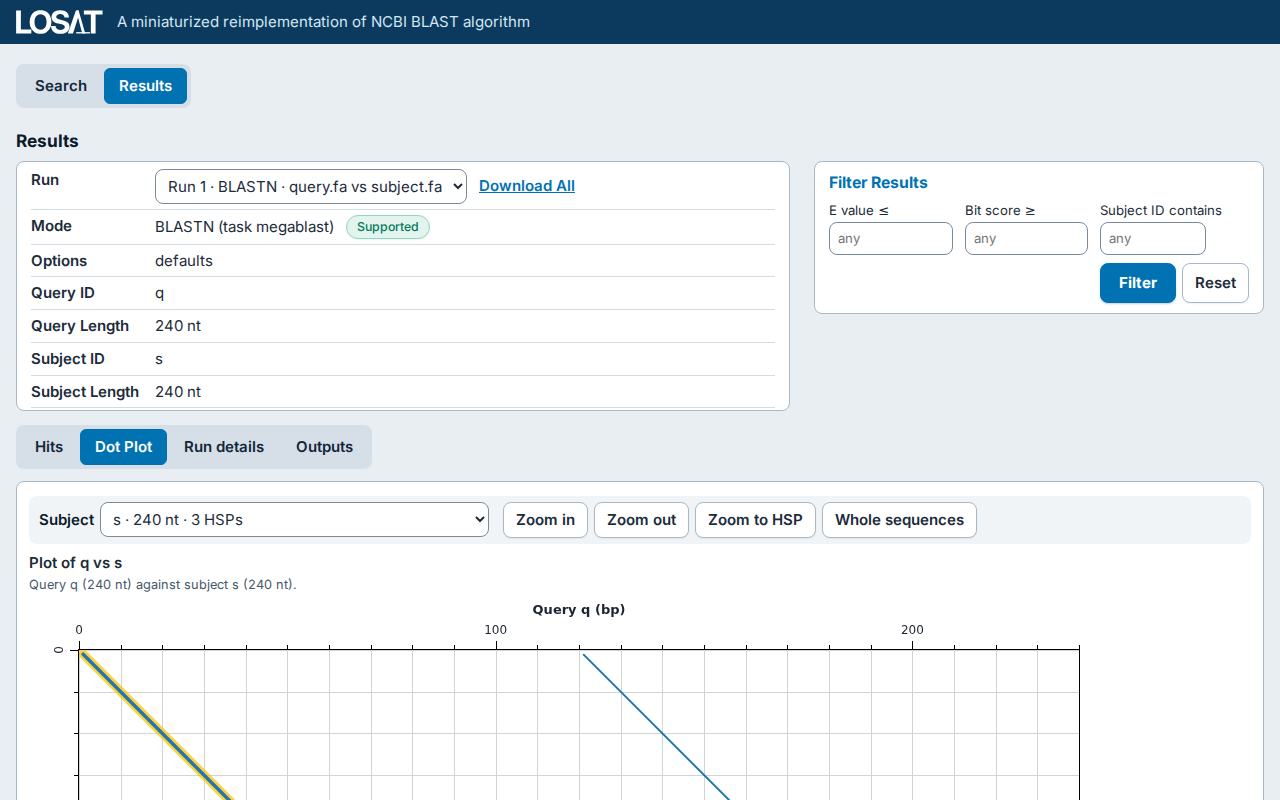 LOSAT A miniaturized reimplementation of NCBI BLAST algorithm
Search Results
Results
Run Run 1 · BLASTN · query.fa vs subject.fa Download All
Mode BLASTN (task megablast) Supported
Options defaults
Query ID q
Query Length 240 nt
Subject ID s
Subject Length 240 nt
Filter Results
E value ≤ Bit score ≥ Subject ID contains
any any any
Filter Reset
Hits Dot Plot Run details Outputs
Subject s · 240 nt · 3 HSPs Zoom in Zoom out Zoom to HSP Whole sequences
Plot of q vs s
Query q (240 nt) against subject s (240 nt).
Query q (bp)
0 100 200
0